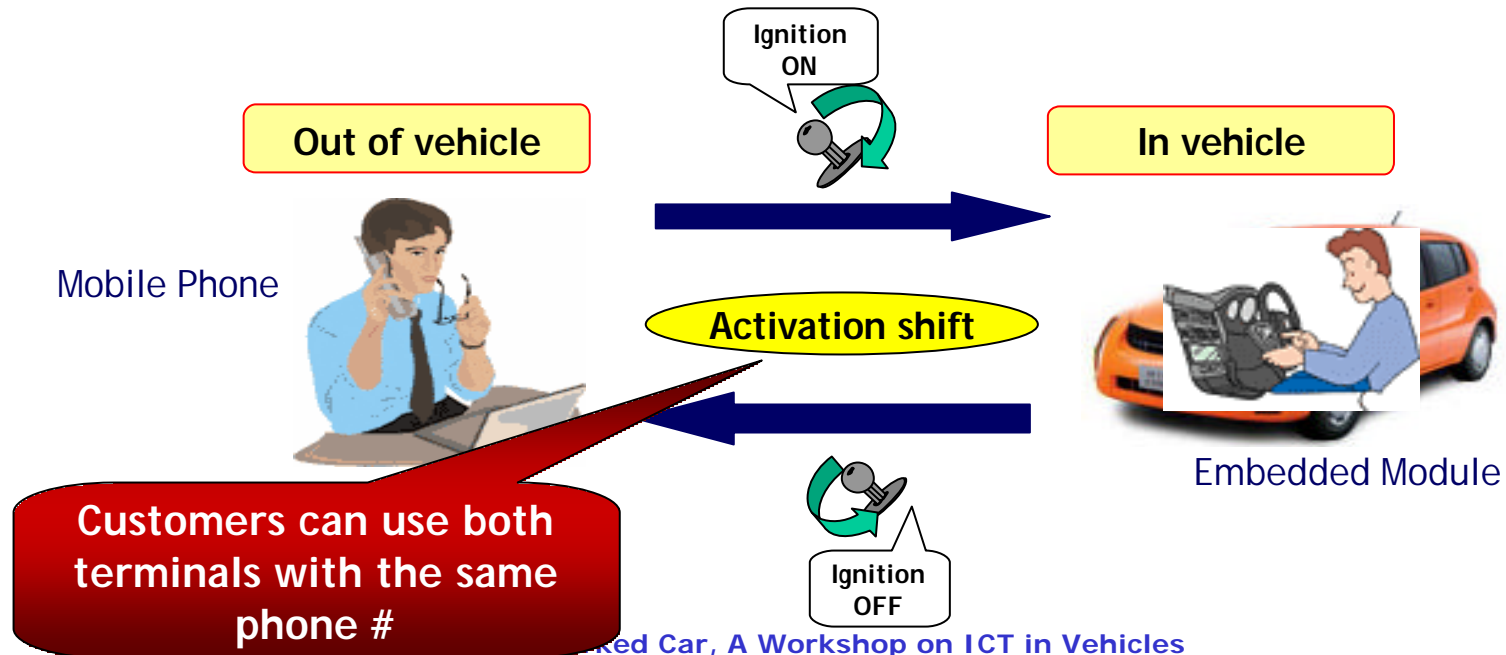 Ignition
ON
Out of vehicle
In vehicle
Mobile Phone
Activation shift
Embedded Module
Customers can use both
terminals with the same
phone #
Ignition
OFF
Car, A Workshop on ICT in Vehicles